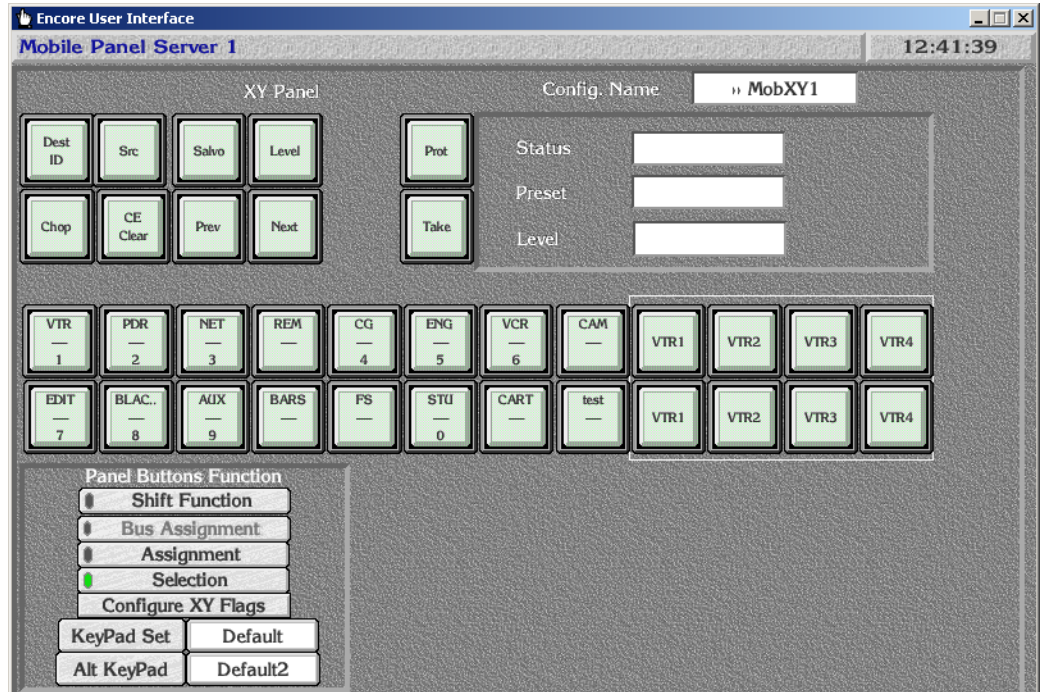 Encore User Interface
Mobile Panel Server 1 12:41:39
XY Panel Config. Name ›› MobXY1
Dest ID Src Salvo Level Prot Status
Preset
Chop CE Clear Prev Next Take Level
VTR — 1 PDR — 2 NET — 3 REM — CG — 4 ENG — 5 VCR — 6 CAM — VTR1 VTR2 VTR3 VTR4
EDIT — 7 BLAC.. — 8 AUX — 9 BARS — FS — STU — 0 CART — test — VTR1 VTR2 VTR3 VTR4
Panel Buttons Function
Shift Function
Bus Assignment
Assignment
Selection
Configure XY Flags
KeyPad Set Default
Alt KeyPad Default2